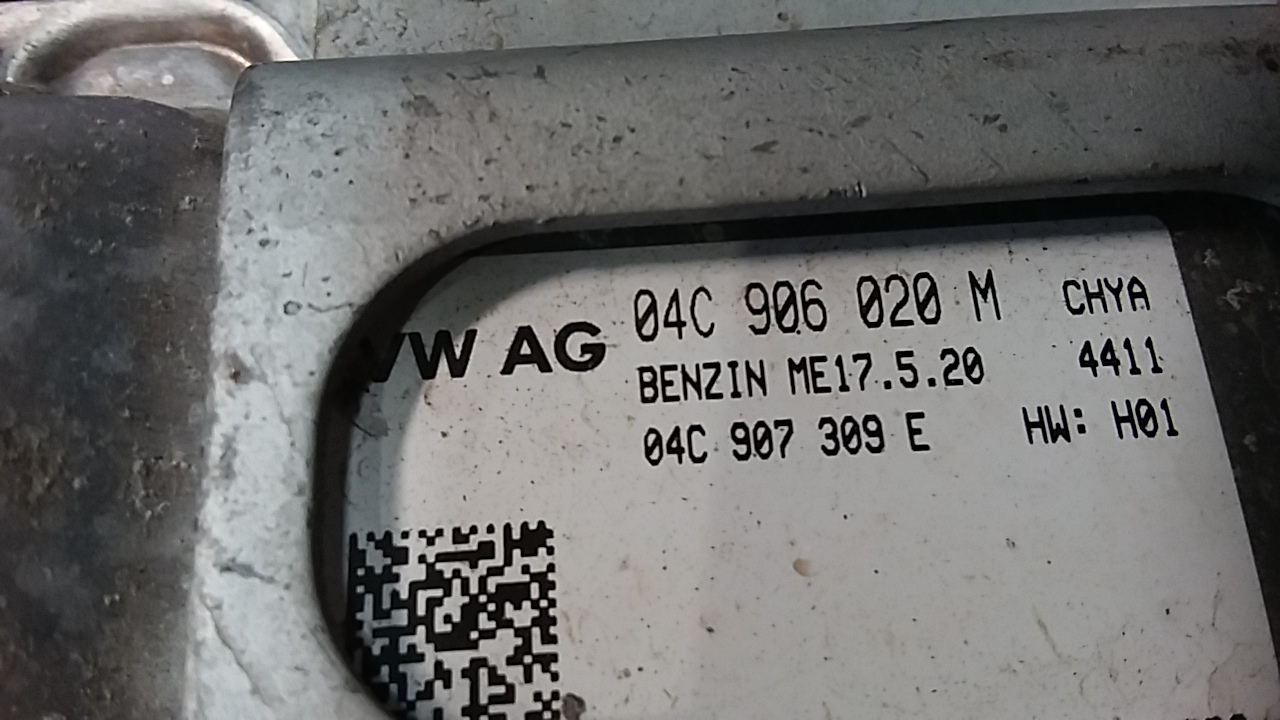 VW AG
04C 906 020 M CHYA
BENZIN ME17.5.20 4411
04C 907 309 E HW: H01